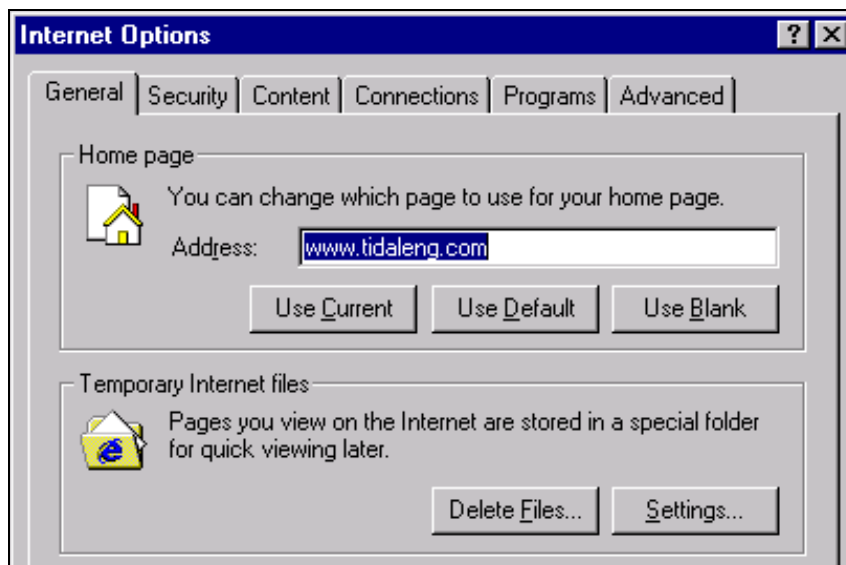 Internet Options
General Security Content Connections Programs Advanced
Home page
You can change which page to use for your home page.
Address: www.tidaleng.com
Use Current Use Default Use Blank
Temporary Internet files
Pages you view on the Internet are stored in a special folder
for quick viewing later.
Delete Files... Settings...